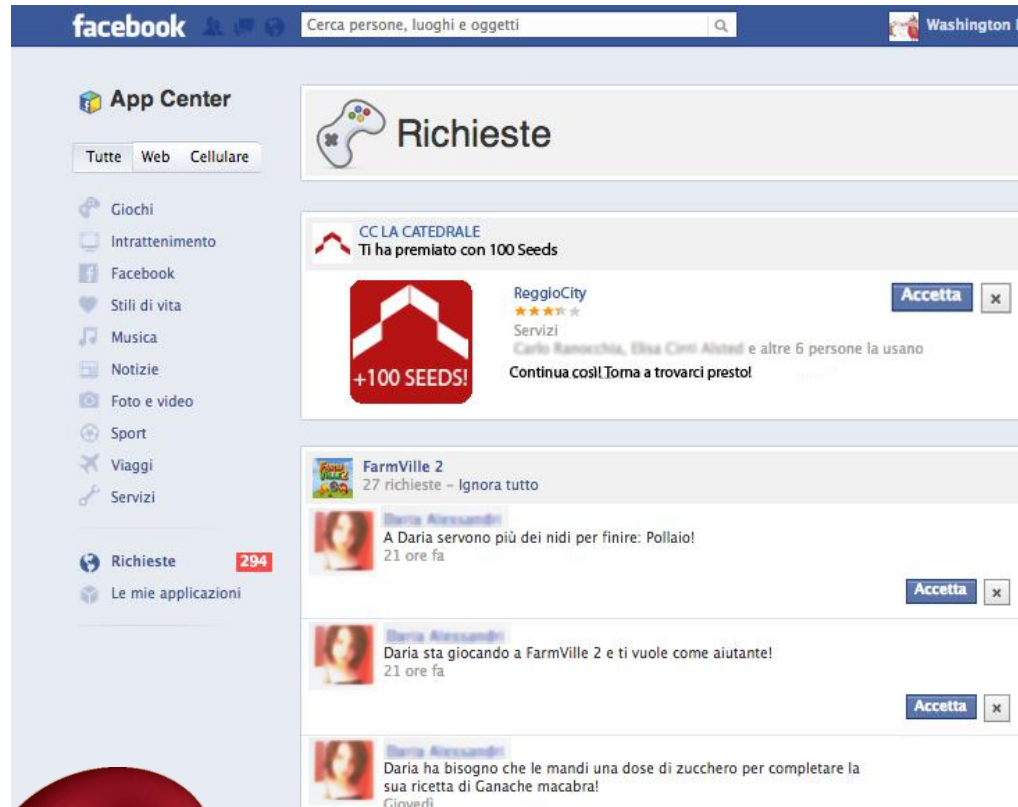 facebook
Cerca persone, luoghi e oggetti
Washington
App Center
Tutte Web Cellulare
Giochi
Intrattenimento
Facebook
Stili di vita
Musica
Notizie
Foto e video
Sport
Viaggi
Servizi
Richieste 294
Le mie applicazioni
Richieste
CC LA CATEDRALE
Ti ha premiato con 100 Seeds
+100 SEEDS!
ReggioCity
Accetta
Servizi
e altre 6 persone la usano
Continua così! Torna a trovarci presto!
FarmVille 2
27 richieste – Ignora tutto
A Daria servono più dei nidi per finire: Pollaio!
21 ore fa
Accetta
Daria sta giocando a FarmVille 2 e ti vuole come aiutante!
21 ore fa
Accetta
Daria ha bisogno che le mandi una dose di zucchero per completare la
sua ricetta di Ganache macabra!
Giovedì